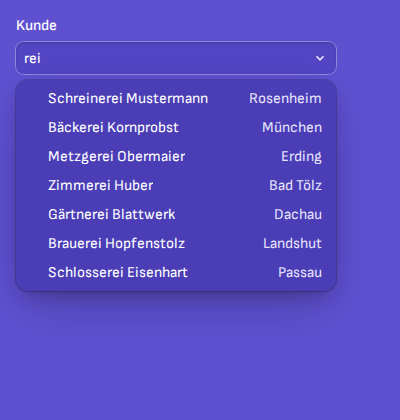 Kunde
rei
Schreinerei Mustermann Rosenheim
Bäckerei Kornprobst München
Metzgerei Obermaier Erding
Zimmerei Huber Bad Tölz
Gärtnerei Blattwerk Dachau
Brauerei Hopfenstolz Landshut
Schlosserei Eisenhart Passau